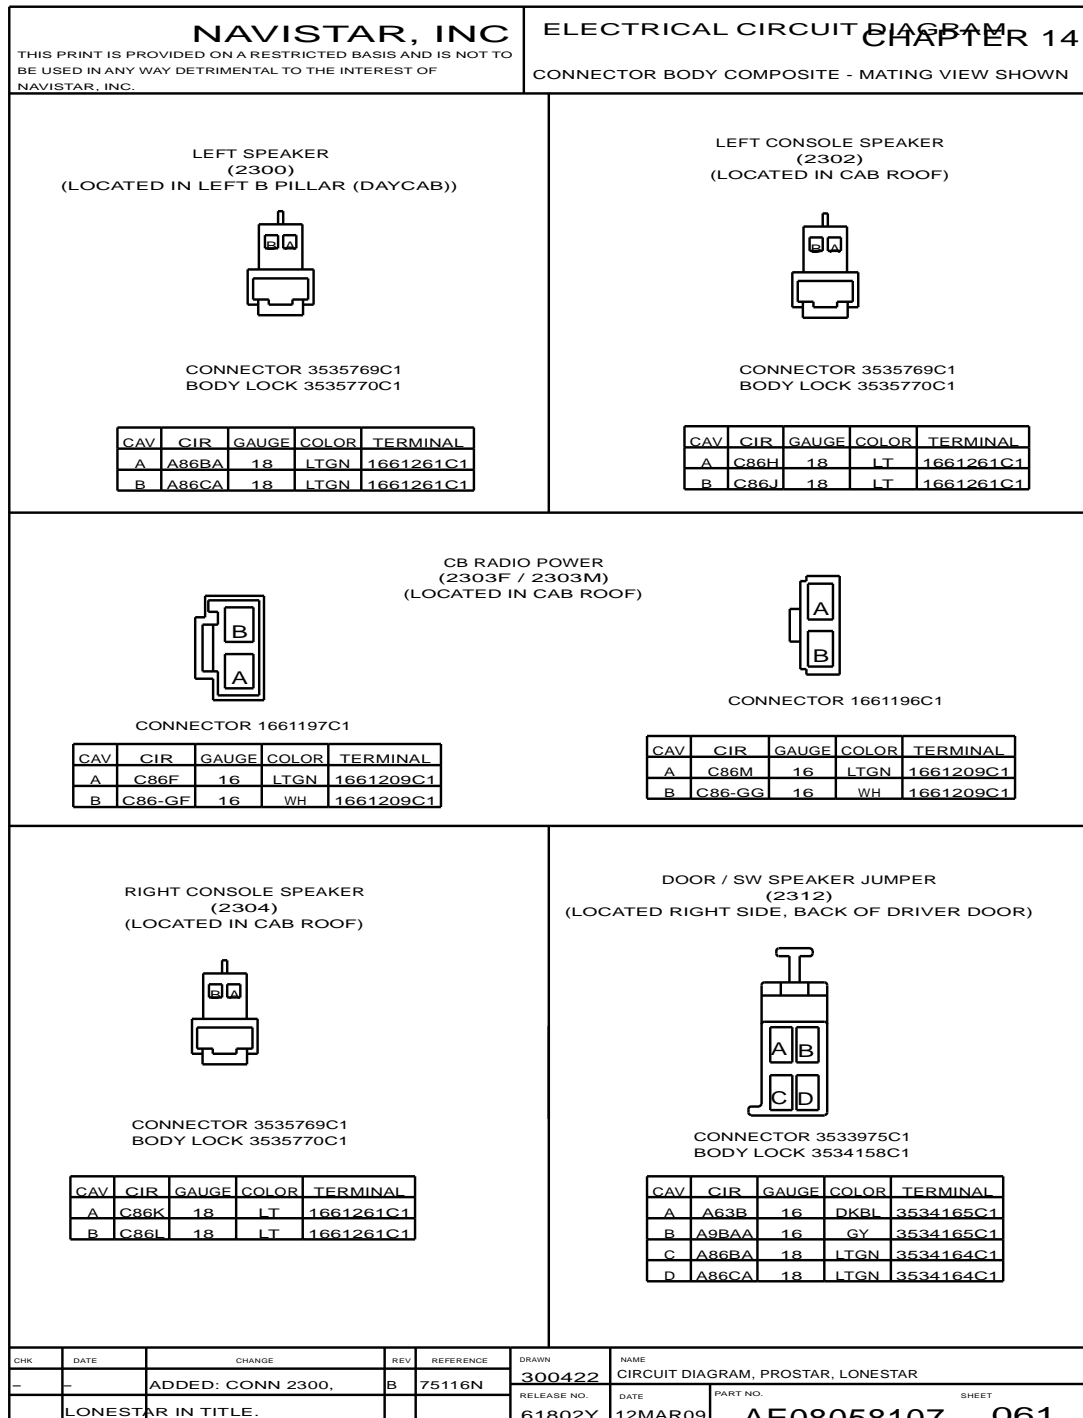 NAVISTAR, INC
THIS PRINT IS PROVIDED ON A RESTRICTED BASIS AND IS NOT TO
BE USED IN ANY WAY DETRIMENTAL TO THE INTEREST OF
NAVISTAR, INC.
ELECTRICAL CIRCUIT DIAGRAM
CHAPTER 14
CONNECTOR BODY COMPOSITE - MATING VIEW SHOWN
LEFT SPEAKER
(2300)
(LOCATED IN LEFT B PILLAR (DAYCAB))
B A
CONNECTOR 3535769C1
BODY LOCK 3535770C1
CAV CIR GAUGE COLOR TERMINAL
A A86BA 18 LTGN 1661261C1
B A86CA 18 LTGN 1661261C1
LEFT CONSOLE SPEAKER
(2302)
(LOCATED IN CAB ROOF)
B A
CONNECTOR 3535769C1
BODY LOCK 3535770C1
CAV CIR GAUGE COLOR TERMINAL
A C86H 18 LT 1661261C1
B C86J 18 LT 1661261C1
CB RADIO POWER
(2303F / 2303M)
(LOCATED IN CAB ROOF)
B
A
CONNECTOR 1661197C1
CAV CIR GAUGE COLOR TERMINAL
A C86F 16 LTGN 1661209C1
B C86-GF 16 WH 1661209C1
A
B
CONNECTOR 1661196C1
CAV CIR GAUGE COLOR TERMINAL
A C86M 16 LTGN 1661209C1
B C86-GG 16 WH 1661209C1
RIGHT CONSOLE SPEAKER
(2304)
(LOCATED IN CAB ROOF)
B A
CONNECTOR 3535769C1
BODY LOCK 3535770C1
CAV CIR GAUGE COLOR TERMINAL
A C86K 18 LT 1661261C1
B C86L 18 LT 1661261C1
DOOR / SW SPEAKER JUMPER
(2312)
(LOCATED RIGHT SIDE, BACK OF DRIVER DOOR)
A B
C D
CONNECTOR 3533975C1
BODY LOCK 3534158C1
CAV CIR GAUGE COLOR TERMINAL
A A63B 16 DKBL 3534165C1
B A9BAA 16 GY 3534165C1
C A86BA 18 LTGN 3534164C1
D A86CA 18 LTGN 3534164C1
CHK DATE CHANGE REV REFERENCE
– – ADDED: CONN 2300, B 75116N
LONESTAR IN TITLE.
DRAWN
300422
NAME
CIRCUIT DIAGRAM, PROSTAR, LONESTAR
RELEASE NO.
61802Y
DATE
12MAR09
PART NO.
AE08058107
SHEET
061